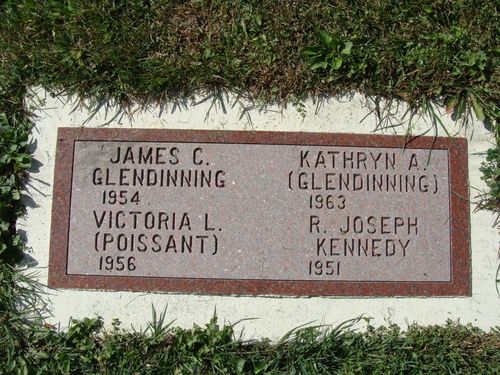 JAMES C.
GLENDINNING
1954
VICTORIA L.
(POISSANT)
1956
KATHRYN A.
(GLENDINNING)
1963
R. JOSEPH
KENNEDY
1951